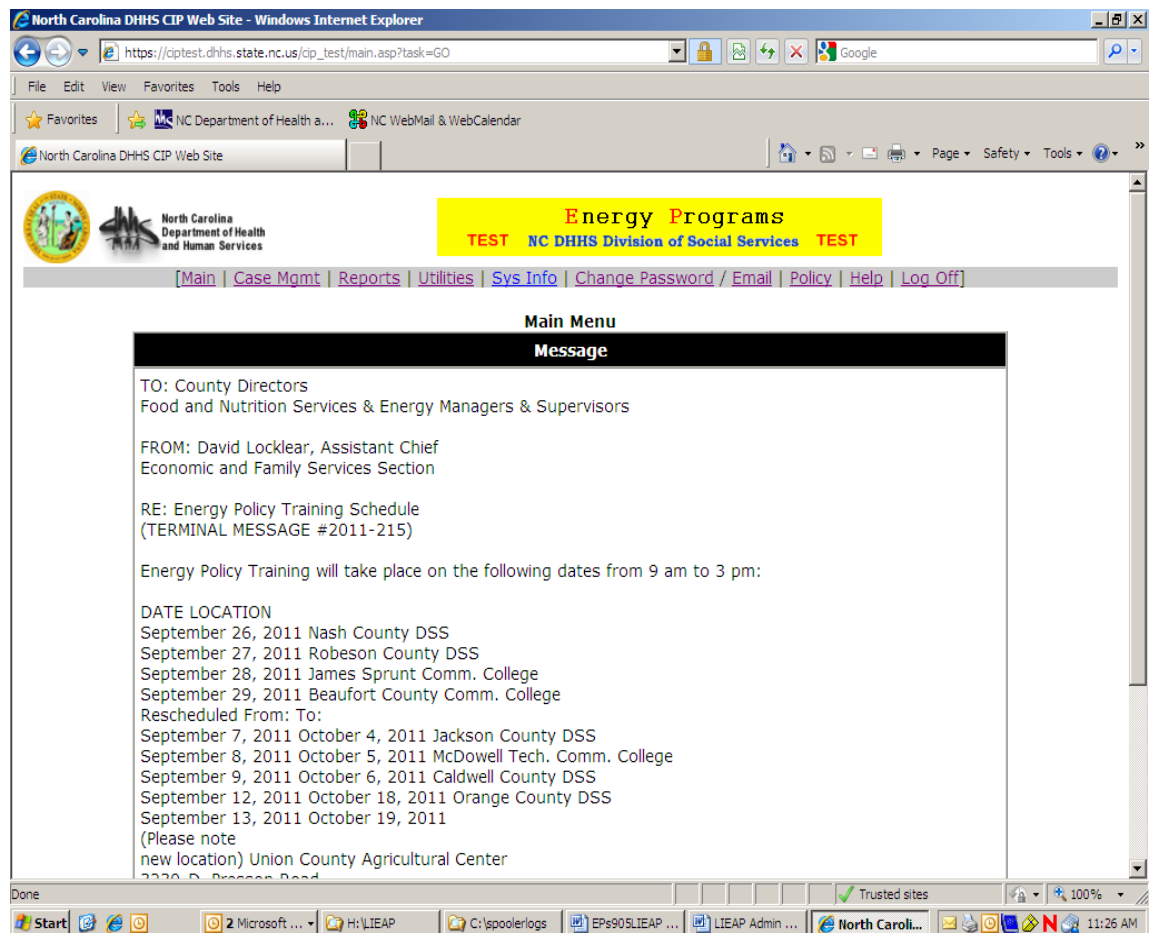 North Carolina DHHS CIP Web Site - Windows Internet Explorer
https://ciptest.dhhs.state.nc.us/cip_test/main.asp?task=GO
Google
File Edit View Favorites Tools Help
Favorites NC Department of Health a... NC WebMail & WebCalendar
North Carolina DHHS CIP Web Site
Page Safety Tools
dhhs North Carolina
Department of Health
and Human Services
Energy Programs
TEST NC DHHS Division of Social Services TEST
[Main | Case Mgmt | Reports | Utilities | Sys Info | Change Password / Email | Policy | Help | Log Off]
Main Menu
Message
TO: County Directors
Food and Nutrition Services & Energy Managers & Supervisors
FROM: David Locklear, Assistant Chief
Economic and Family Services Section
RE: Energy Policy Training Schedule
(TERMINAL MESSAGE #2011-215)
Energy Policy Training will take place on the following dates from 9 am to 3 pm:
DATE LOCATION
September 26, 2011 Nash County DSS
September 27, 2011 Robeson County DSS
September 28, 2011 James Sprunt Comm. College
September 29, 2011 Beaufort County Comm. College
Rescheduled From: To:
September 7, 2011 October 4, 2011 Jackson County DSS
September 8, 2011 October 5, 2011 McDowell Tech. Comm. College
September 9, 2011 October 6, 2011 Caldwell County DSS
September 12, 2011 October 18, 2011 Orange County DSS
September 13, 2011 October 19, 2011
(Please note
new location) Union County Agricultural Center
Done Trusted sites 100%
Start 2 Microsoft ... H:\LIEAP C:\spoolerlogs EPs905LIEAP ... LIEAP Admin ... North Caroli... 11:26 AM